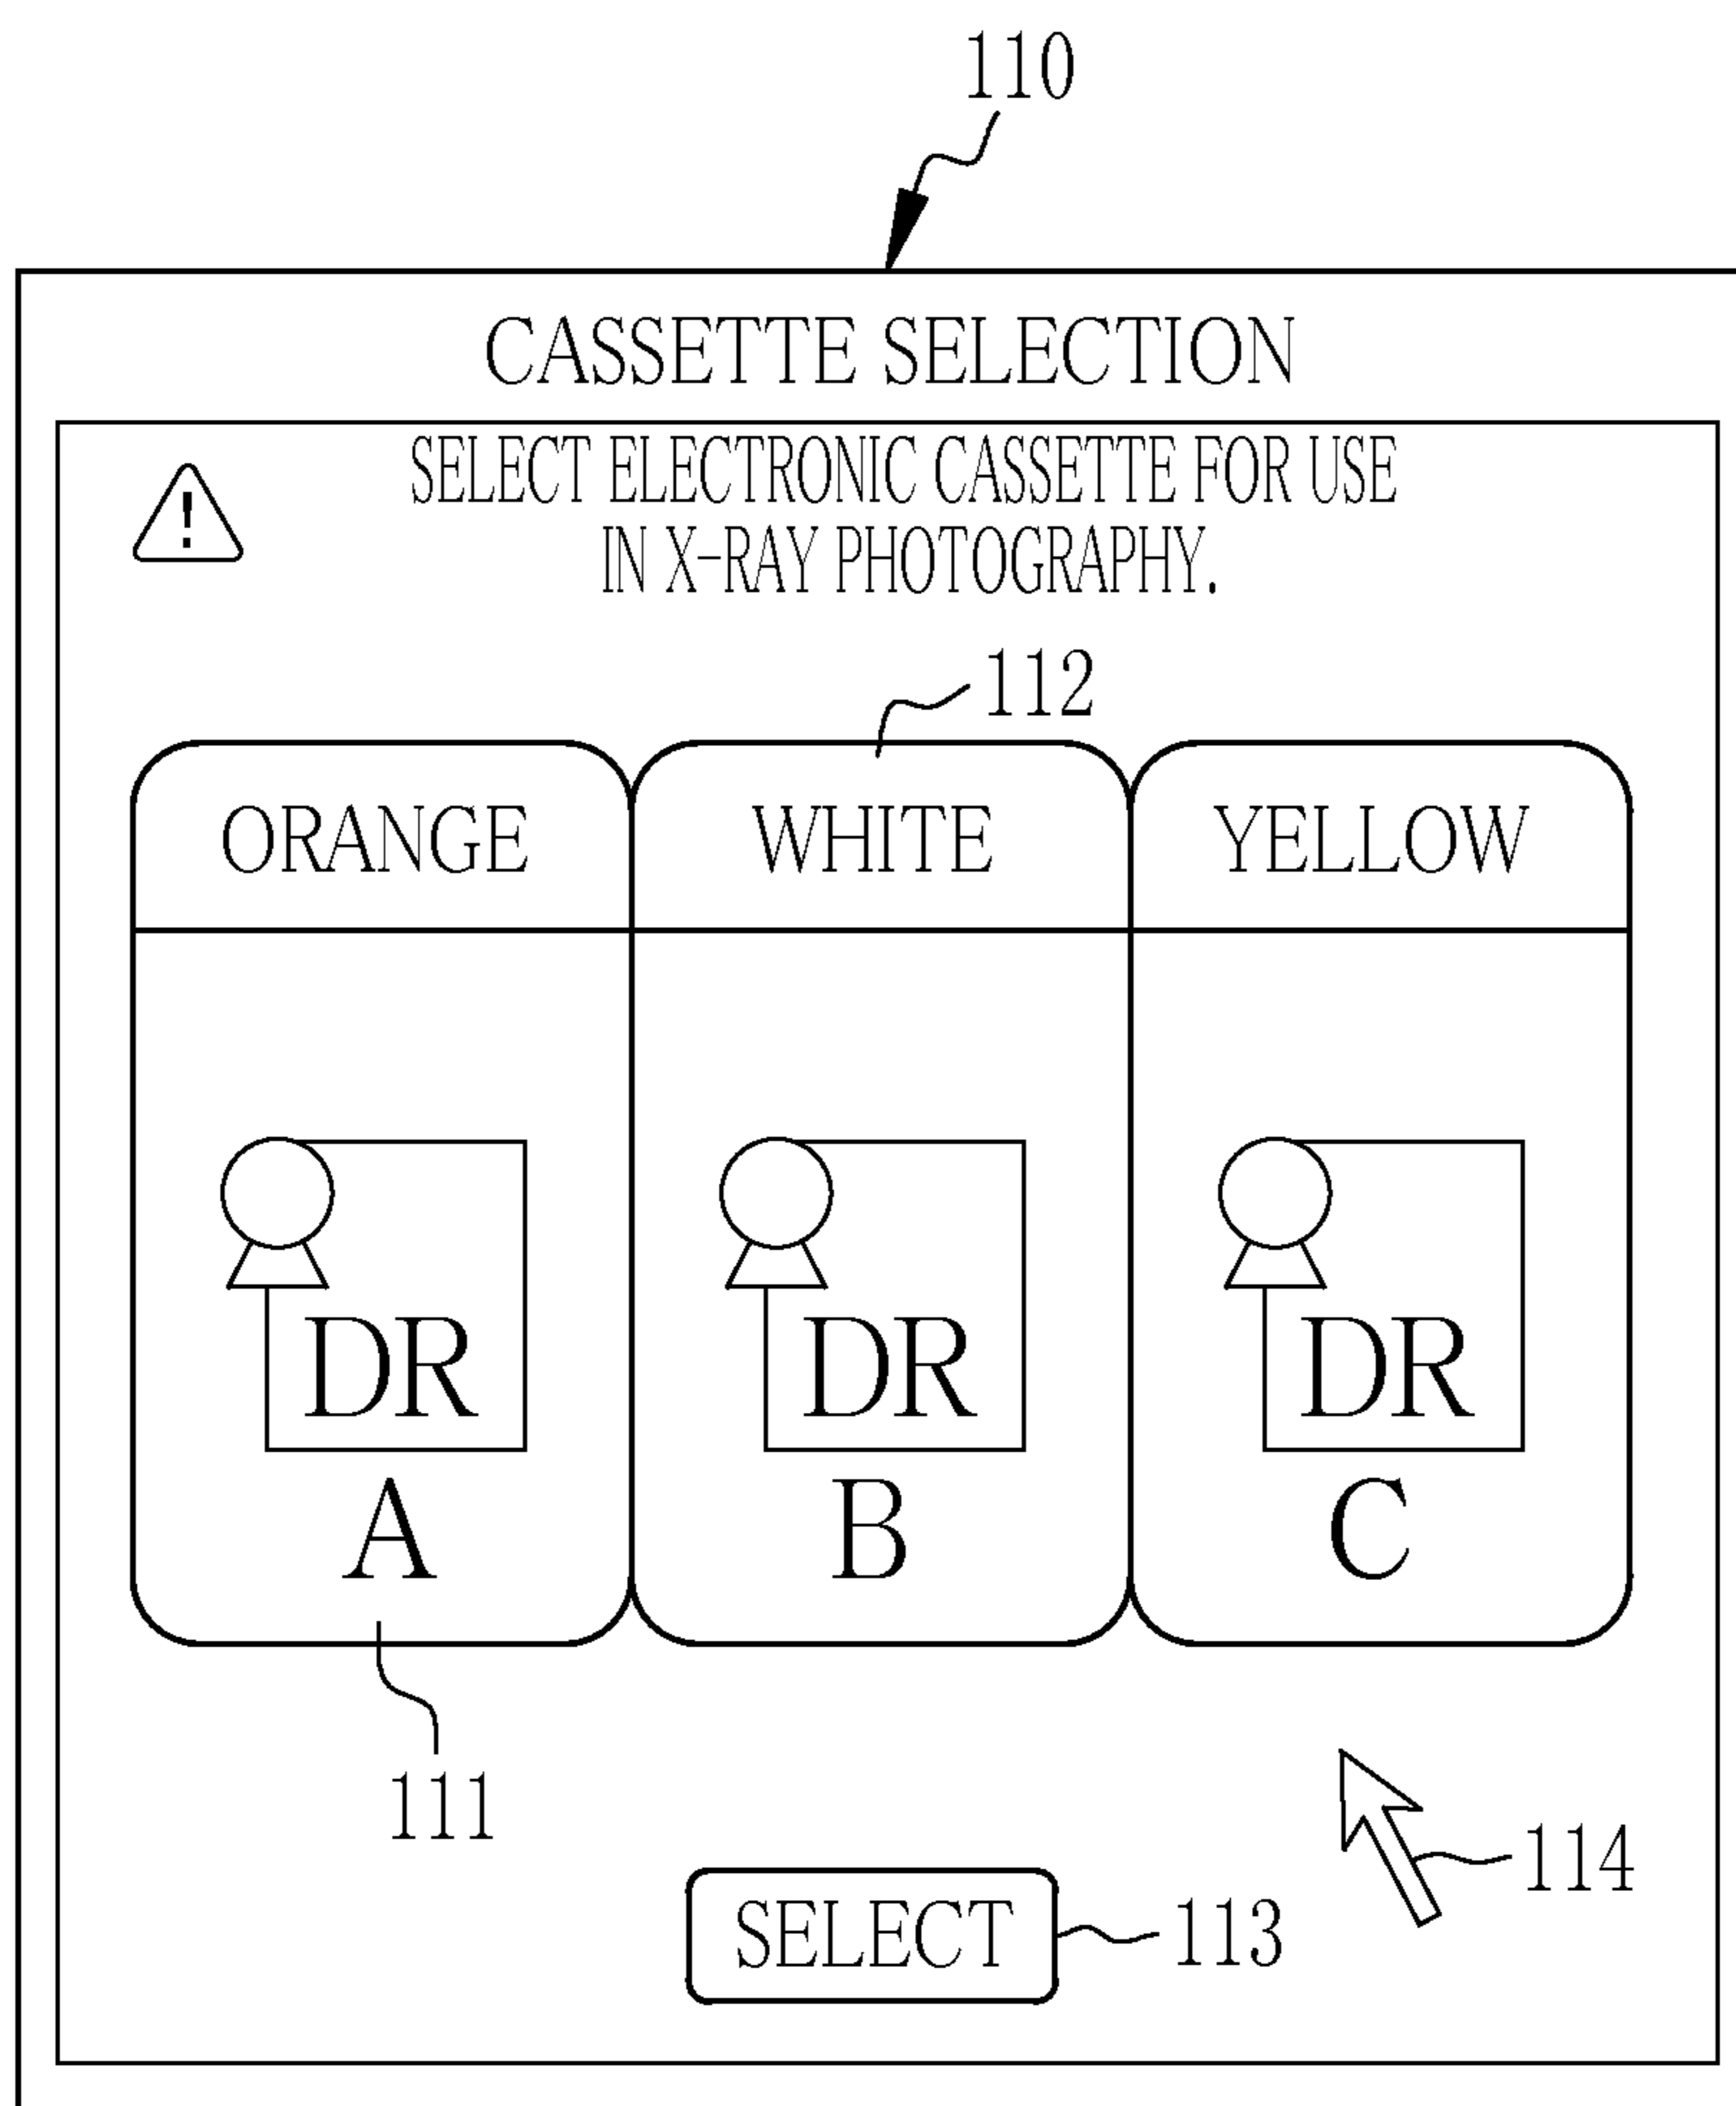 110
CASSETTE SELECTION
SELECT ELECTRONIC CASSETTE FOR USE
IN X-RAY PHOTOGRAPHY.
112
ORANGE WHITE YELLOW
DR DR DR
A B C
111
114
SELECT 113